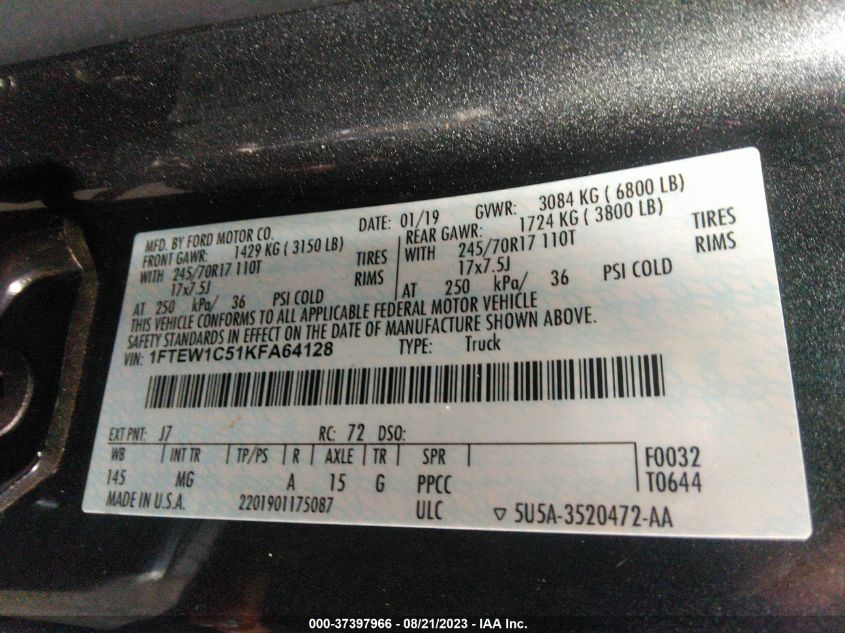 MFD. BY FORD MOTOR CO. DATE: 01/19 GVWR: 3084 KG ( 6800 LB)
FRONT GAWR: 1429 KG ( 3150 LB) REAR GAWR: 1724 KG ( 3800 LB)
WITH 245/70R17 110T TIRES WITH 245/70R17 110T TIRES
17x7.5J RIMS 17x7.5J RIMS
AT 250 kPa/ 36 PSI COLD AT 250 kPa/ 36 PSI COLD
THIS VEHICLE CONFORMS TO ALL APPLICABLE FEDERAL MOTOR VEHICLE
SAFETY STANDARDS IN EFFECT ON THE DATE OF MANUFACTURE SHOWN ABOVE.
VIN: 1FTEW1C51KFA64128 TYPE: Truck
EXT PNT: J7 RC: 72 DSO:
WB INT TR TP/PS R AXLE TR SPR F0032
145 MG A 15 G PPCC T0644
MADE IN U.S.A. 2201901175087 ULC ▽ 5U5A-3520472-AA
000-37397966 - 08/21/2023 - IAA Inc.